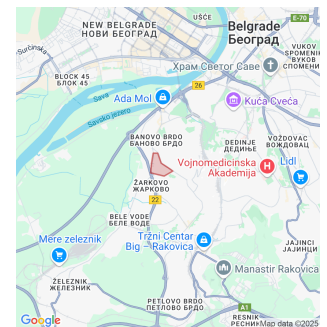 UŠĆE
NEW BELGRADE
НОВИ БЕОГРАД
Belgrade
Београд
E-70
VUKOV
SPOMENIK
ВУКОВ
СПОМЕНИ
Surčinska
Храм Светог Саве
BLOCK 45
БЛОК 45
26
Sava
Ada Mol
Savsko jezero
Кућа Cveća
BANOVO BRDO
БАНОВО БРДО
DEDINJE
ДЕДИЊЕ
VOŽDOVAC
ВОЖДОВАЦ
Vojnomedicinska
Akademija
H
Lidl
ŽARKOVO
ЖАРКОВО
22
BELE VODE
БЕЛЕ ВОДЕ
Tržni Centar
Big – Rakovica
Mere zeleznik
JAJINCI
ЈАЈИНЦИ
Manastir Rakovica
ŽELEZNIK
ЖЕЛЕЗНИК
PETLOVO BRDO
ПЕТЛОВО БРДО
A1
RESNIK
РЕСНИК
Google
Map data ©2025